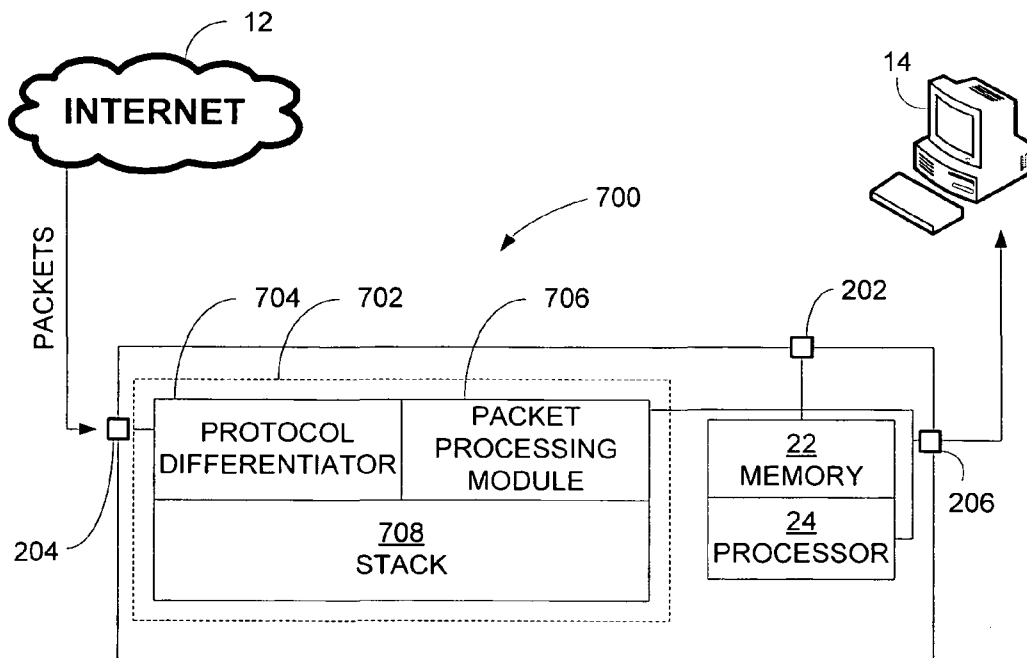 12
INTERNET
14
PACKETS
700
704
702
706
202
PROTOCOL
DIFFERENTIATOR
PACKET
PROCESSING
MODULE
22
MEMORY
24
PROCESSOR
204
206
708
STACK